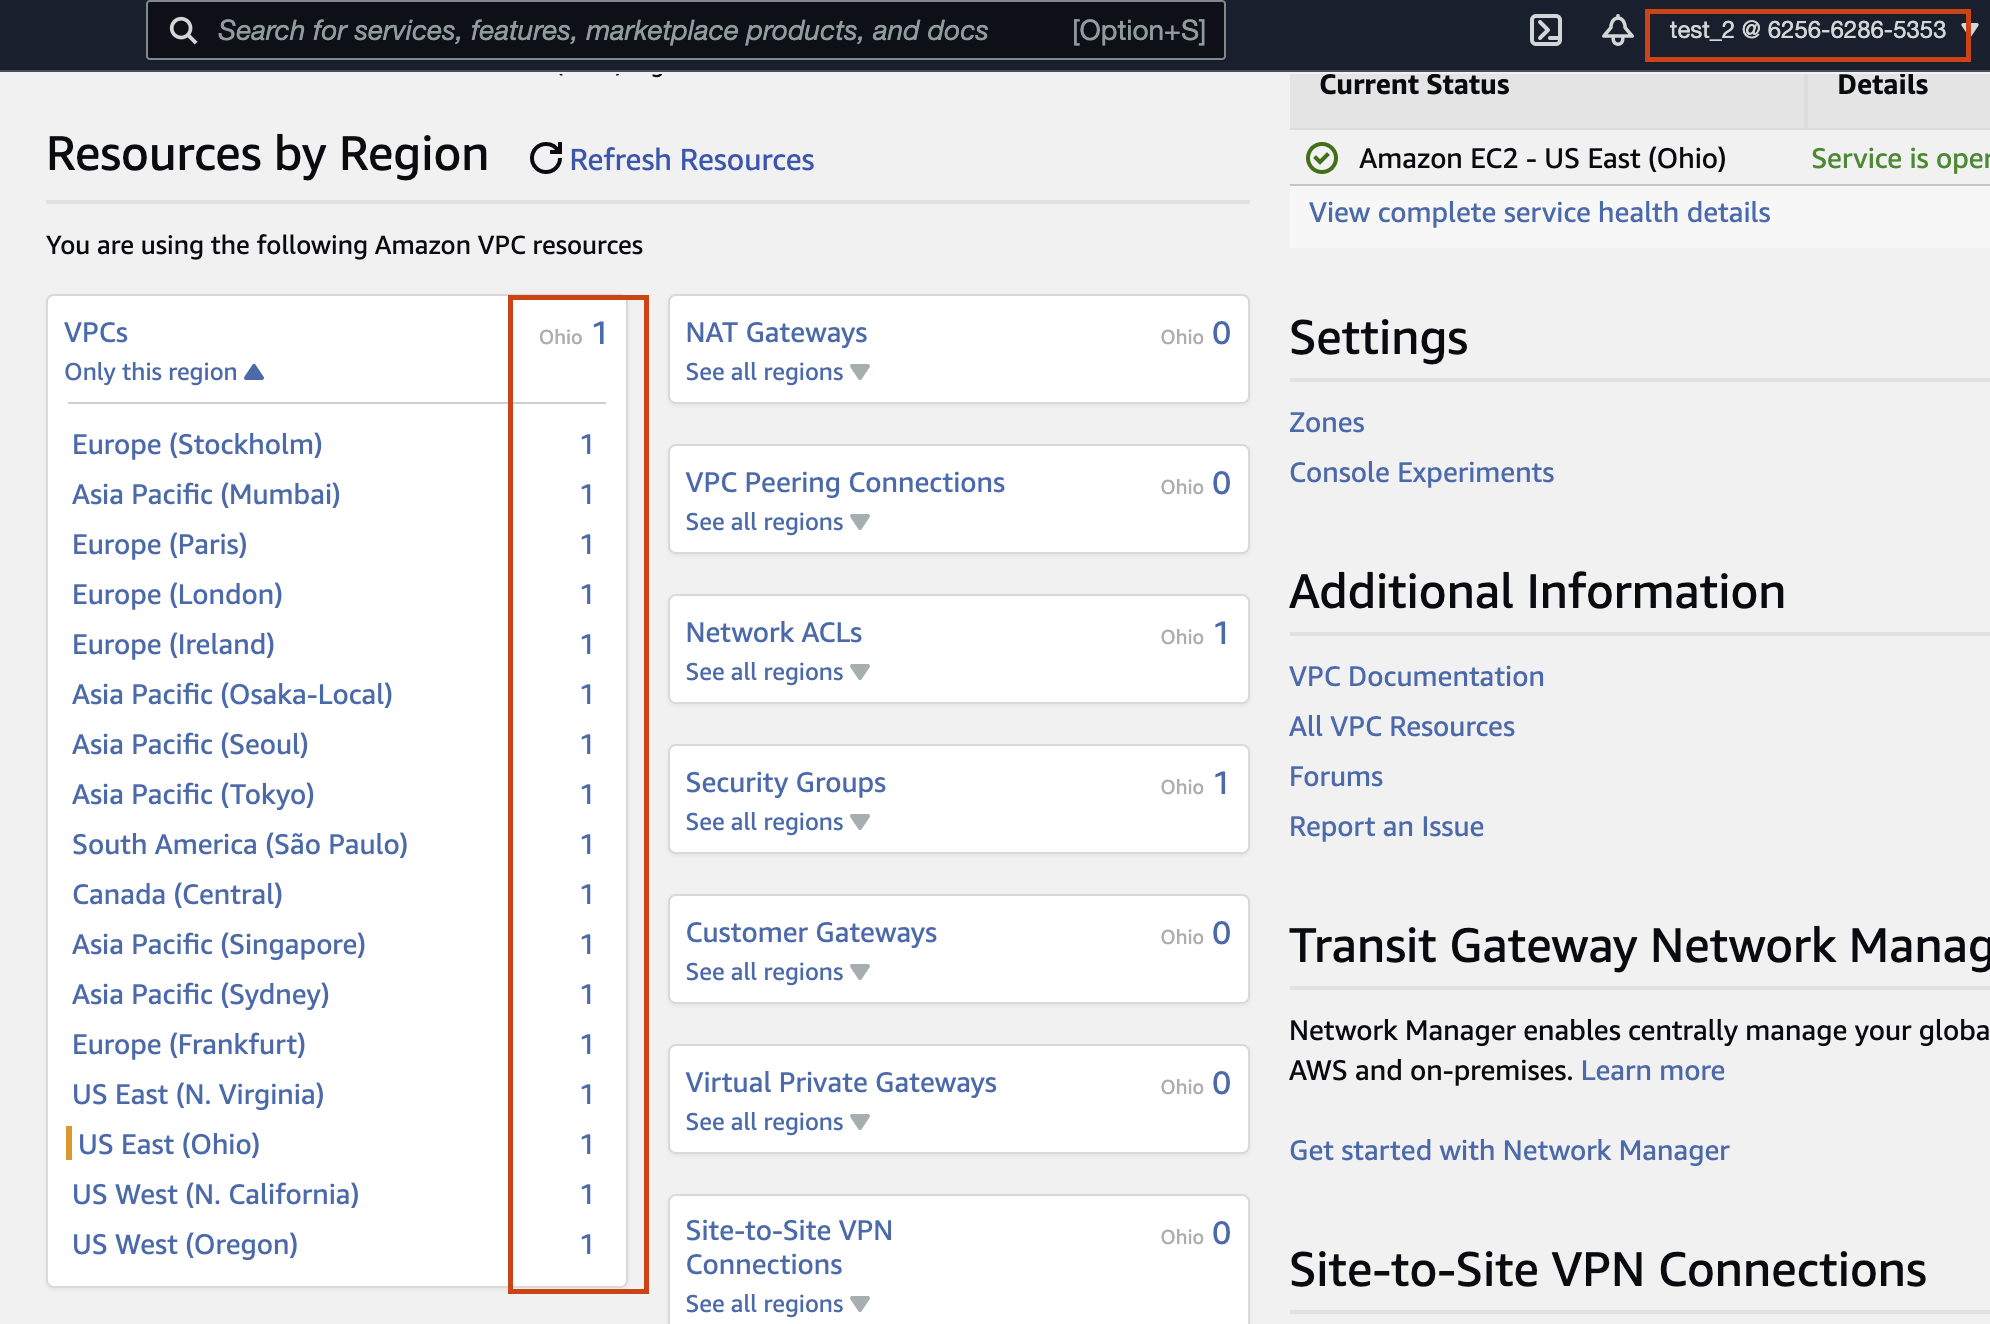 Search for services, features, marketplace products, and docs [Option+S]
test_2 @ 6256-6286-5353
Resources by Region
Refresh Resources
You are using the following Amazon VPC resources
VPCs Ohio 1
Only this region
Europe (Stockholm) 1
Asia Pacific (Mumbai) 1
Europe (Paris) 1
Europe (London) 1
Europe (Ireland) 1
Asia Pacific (Osaka-Local) 1
Asia Pacific (Seoul) 1
Asia Pacific (Tokyo) 1
South America (São Paulo) 1
Canada (Central) 1
Asia Pacific (Singapore) 1
Asia Pacific (Sydney) 1
Europe (Frankfurt) 1
US East (N. Virginia) 1
US East (Ohio) 1
US West (N. California) 1
US West (Oregon) 1
NAT Gateways Ohio 0
See all regions
VPC Peering Connections Ohio 0
See all regions
Network ACLs Ohio 1
See all regions
Security Groups Ohio 1
See all regions
Customer Gateways Ohio 0
See all regions
Virtual Private Gateways Ohio 0
See all regions
Site-to-Site VPN Ohio 0
Connections
See all regions
Current Status Details
Amazon EC2 - US East (Ohio) Service is oper
View complete service health details
Settings
Zones
Console Experiments
Additional Information
VPC Documentation
All VPC Resources
Forums
Report an Issue
Transit Gateway Network Manag
Network Manager enables centrally manage your globa
AWS and on-premises. Learn more
Get started with Network Manager
Site-to-Site VPN Connections